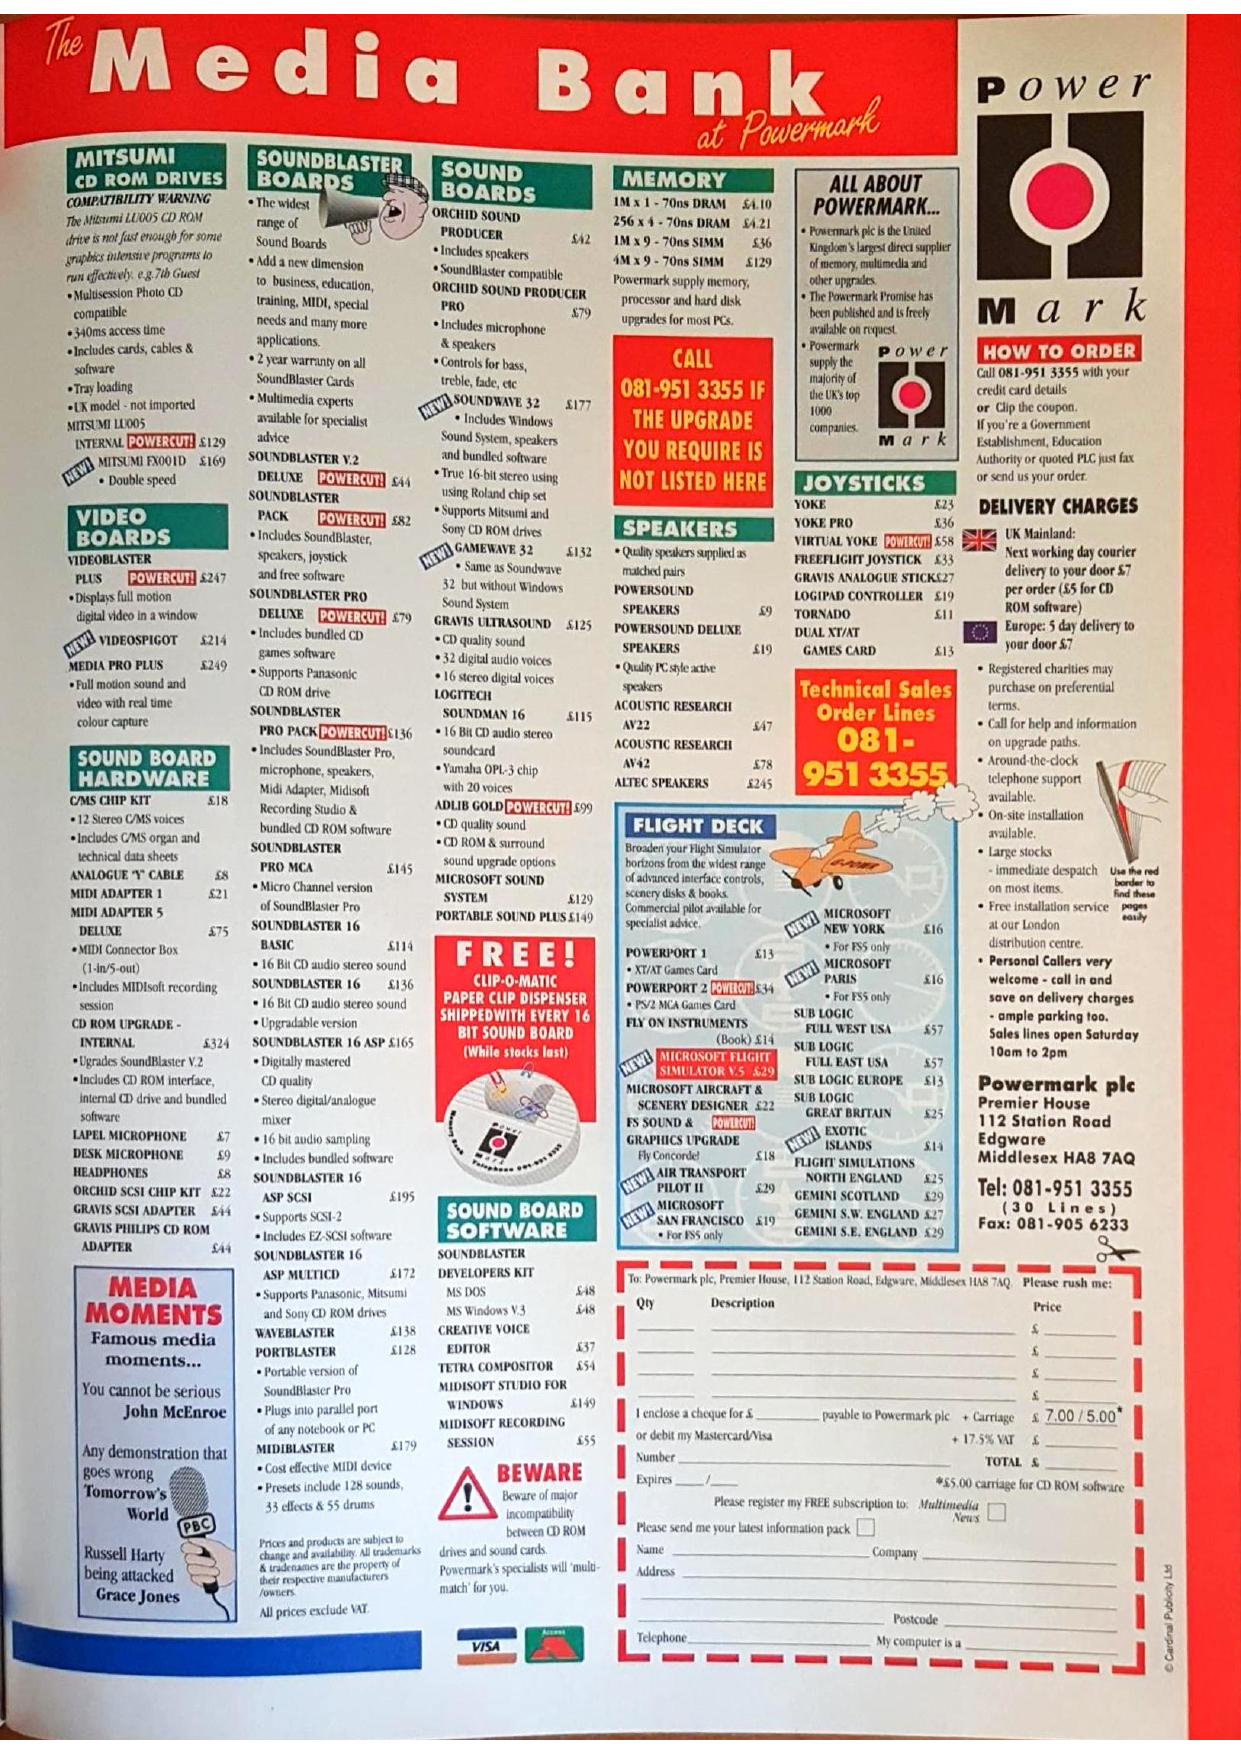 The Media Bank
at Powermark
MITSUMI
CD ROM DRIVES
COMPATIBILITY WARNING
The Mitsumi LU005 CD ROM
drive is not fast enough for some
graphics intensive programs to
run effectively. e.g. 7th Guest
• Multisession Photo CD
compatible
• 340ms access time
• Includes cards, cables &
software
• Tray loading
• UK model - not imported
MITSUMI LU005
INTERNAL POWERCUT! £129
NEW! MITSUMI FX001D £169
• Double speed
VIDEO
BOARDS
VIDEOBLASTER
PLUS POWERCUT! £247
• Displays full motion
digital video in a window
NEW! VIDEOSPIGOT £214
MEDIA PRO PLUS £249
• Full motion sound and
video with real time
colour capture
SOUND BOARD
HARDWARE
C/MS CHIP KIT £18
• 12 Stereo C/MS voices
• Includes C/MS organ and
technical data sheets
ANALOGUE 'Y' CABLE £8
MIDI ADAPTER 1 £21
MIDI ADAPTER 5
DELUXE £75
• MIDI Connector Box
(1-in/5-out)
• Includes MIDIsoft recording
session
CD ROM UPGRADE -
INTERNAL £324
• Ugrades SoundBlaster V.2
• Includes CD ROM interface,
internal CD drive and bundled
software
LAPEL MICROPHONE £7
DESK MICROPHONE £9
HEADPHONES £8
ORCHID SCSI CHIP KIT £22
GRAVIS SCSI ADAPTER £44
GRAVIS PHILIPS CD ROM
ADAPTER £44
MEDIA
MOMENTS
Famous media
moments...
You cannot be serious
John McEnroe
Any demonstration that
goes wrong
Tomorrow's
World
PBC
Russell Harty
being attacked
Grace Jones
SOUNDBLASTER
BOARDS
• The widest
range of
Sound Boards
• Add a new dimension
to business, education,
training, MIDI, special
needs and many more
applications.
• 2 year warranty on all
SoundBlaster Cards
• Multimedia experts
available for specialist
advice
SOUNDBLASTER V.2
DELUXE POWERCUT! £44
SOUNDBLASTER
PACK POWERCUT! £82
• Includes SoundBlaster,
speakers, joystick
and free software
SOUNDBLASTER PRO
DELUXE POWERCUT! £79
• Includes bundled CD
games software
• Supports Panasonic
CD ROM drive
SOUNDBLASTER
PRO PACK POWERCUT! £136
• Includes SoundBlaster Pro,
microphone, speakers,
Midi Adapter, Midisoft
Recording Studio &
bundled CD ROM software
SOUNDBLASTER
PRO MCA £145
• Micro Channel version
of SoundBlaster Pro
SOUNDBLASTER 16
BASIC £114
• 16 Bit CD audio stereo sound
SOUNDBLASTER 16 £136
• 16 Bit CD audio stereo sound
• Upgradable version
SOUNDBLASTER 16 ASP £165
• Digitally mastered
CD quality
• Stereo digital/analogue
mixer
• 16 bit audio sampling
• Includes bundled software
SOUNDBLASTER 16
ASP SCSI £195
• Supports SCSI-2
• Includes EZ-SCSI software
SOUNDBLASTER 16
ASP MULTICD £172
• Supports Panasonic, Mitsumi
and Sony CD ROM drives
WAVEBLASTER £138
PORTBLASTER £128
• Portable version of
SoundBlaster Pro
• Plugs into parallel port
of any notebook or PC
MIDIBLASTER £179
• Cost effective MIDI device
• Presets include 128 sounds,
33 effects & 55 drums
Prices and products are subject to
change and availability. All trademarks
& tradenames are the property of
their respective manufacturers
/owners.
All prices exclude VAT.
SOUND
BOARDS
ORCHID SOUND
PRODUCER £42
• Includes speakers
• SoundBlaster compatible
ORCHID SOUND PRODUCER
PRO £79
• Includes microphone
& speakers
• Controls for bass,
treble, fade, etc
NEW! SOUNDWAVE 32 £177
• Includes Windows
Sound System, speakers
and bundled software
• True 16-bit stereo using
using Roland chip set
• Supports Mitsumi and
Sony CD ROM drives
NEW! GAMEWAVE 32 £132
• Same as Soundwave
32 but without Windows
Sound System
GRAVIS ULTRASOUND £125
• CD quality sound
• 32 digital audio voices
• 16 stereo digital voices
LOGITECH
SOUNDMAN 16 £115
• 16 Bit CD audio stereo
soundcard
• Yamaha OPL-3 chip
with 20 voices
ADLIB GOLD POWERCUT! £99
• CD quality sound
• CD ROM & surround
sound upgrade options
MICROSOFT SOUND
SYSTEM £129
PORTABLE SOUND PLUS £149
FREE!
CLIP-O-MATIC
PAPER CLIP DISPENSER
SHIPPEDWITH EVERY 16
BIT SOUND BOARD
(While stocks last)
Power
Mark
Memory Bank
Telephone 081-951 3355
SOUND BOARD
SOFTWARE
SOUNDBLASTER
DEVELOPERS KIT
MS DOS £48
MS Windows V.3 £48
CREATIVE VOICE
EDITOR £37
TETRA COMPOSITOR £54
MIDISOFT STUDIO FOR
WINDOWS £149
MIDISOFT RECORDING
SESSION £55
BEWARE
Beware of major
incompatibility
between CD ROM
drives and sound cards.
Powermark's specialists will 'multi-
match' for you.
VISA
Access
MEMORY
1M x 1 - 70ns DRAM £4.10
256 x 4 - 70ns DRAM £4.21
1M x 9 - 70ns SIMM £36
4M x 9 - 70ns SIMM £129
Powermark supply memory,
processor and hard disk
upgrades for most PCs.
CALL
081-951 3355 IF
THE UPGRADE
YOU REQUIRE IS
NOT LISTED HERE
SPEAKERS
• Quality speakers supplied as
matched pairs
POWERSOUND
SPEAKERS £9
POWERSOUND DELUXE
SPEAKERS £19
• Quality PC style active
speakers
ACOUSTIC RESEARCH
AV22 £47
ACOUSTIC RESEARCH
AV42 £78
ALTEC SPEAKERS £245
ALL ABOUT
POWERMARK...
• Powermark plc is the United
Kingdom's largest direct supplier
of memory, multimedia and
other upgrades.
• The Powermark Promise has
been published and is freely
available on request.
• Powermark
supply the
majority of
the UK's top
1000
companies.
Power
Mark
JOYSTICKS
YOKE £23
YOKE PRO £36
VIRTUAL YOKE POWERCUT! £58
FREEFLIGHT JOYSTICK £33
GRAVIS ANALOGUE STICK £27
LOGIPAD CONTROLLER £19
TORNADO £11
DUAL XT/AT
GAMES CARD £13
Technical Sales
Order Lines
081-
951 3355
FLIGHT DECK
Broaden your Flight Simulator
horizons from the widest range
of advanced interface controls,
scenery disks & books.
Commercial pilot available for
specialist advice.
G-POWER
POWERPORT 1 £13
• XT/AT Games Card
POWERPORT 2 POWERCUT! £34
• PS/2 MCA Games Card
FLY ON INSTRUMENTS
(Book) £14
NEW! MICROSOFT FLIGHT
SIMULATOR V.5 £29
MICROSOFT AIRCRAFT &
SCENERY DESIGNER £22
FS SOUND & POWERCUT!
GRAPHICS UPGRADE
Fly Concorde! £18
NEW! AIR TRANSPORT
PILOT II £29
NEW! MICROSOFT
SAN FRANCISCO £19
• For FS5 only
NEW! MICROSOFT
NEW YORK £16
• For FS5 only
NEW! MICROSOFT
PARIS £16
• For FS5 only
SUB LOGIC
FULL WEST USA £57
SUB LOGIC
FULL EAST USA £57
SUB LOGIC EUROPE £13
SUB LOGIC
GREAT BRITAIN £25
NEW! EXOTIC
ISLANDS £14
FLIGHT SIMULATIONS
NORTH ENGLAND £25
GEMINI SCOTLAND £29
GEMINI S.W. ENGLAND £27
GEMINI S.E. ENGLAND £29
Power
Mark
HOW TO ORDER
Call 081-951 3355 with your
credit card details
or Clip the coupon.
If you're a Government
Establishment, Education
Authority or quoted PLC just fax
or send us your order.
DELIVERY CHARGES
UK Mainland:
Next working day courier
delivery to your door £7
per order (£5 for CD
ROM software)
Europe: 5 day delivery to
your door £7
• Registered charities may
purchase on preferential
terms.
• Call for help and information
on upgrade paths.
• Around-the-clock
telephone support
available.
• On-site installation
available.
• Large stocks
- immediate despatch
on most items.
• Free installation service
at our London
distribution centre.
• Personal Callers very
welcome - call in and
save on delivery charges
- ample parking too.
Sales lines open Saturday
10am to 2pm
Use the red
border to
find these
pages
easily
Powermark plc
Premier House
112 Station Road
Edgware
Middlesex HA8 7AQ
Tel: 081-951 3355
(30 Lines)
Fax: 081-905 6233
To: Powermark plc, Premier House, 112 Station Road, Edgware, Middlesex HA8 7AQ. Please rush me:
Qty Description Price
£
£
£
£
I enclose a cheque for £ payable to Powermark plc + Carriage £ 7.00 / 5.00*
or debit my Mastercard/Visa + 17.5% VAT £
Number TOTAL £
Expires / *£5.00 carriage for CD ROM software
Please register my FREE subscription to: Multimedia
News
Please send me your latest information pack
Name Company
Address
Postcode
Telephone My computer is a
© Cardinal Publicity Ltd